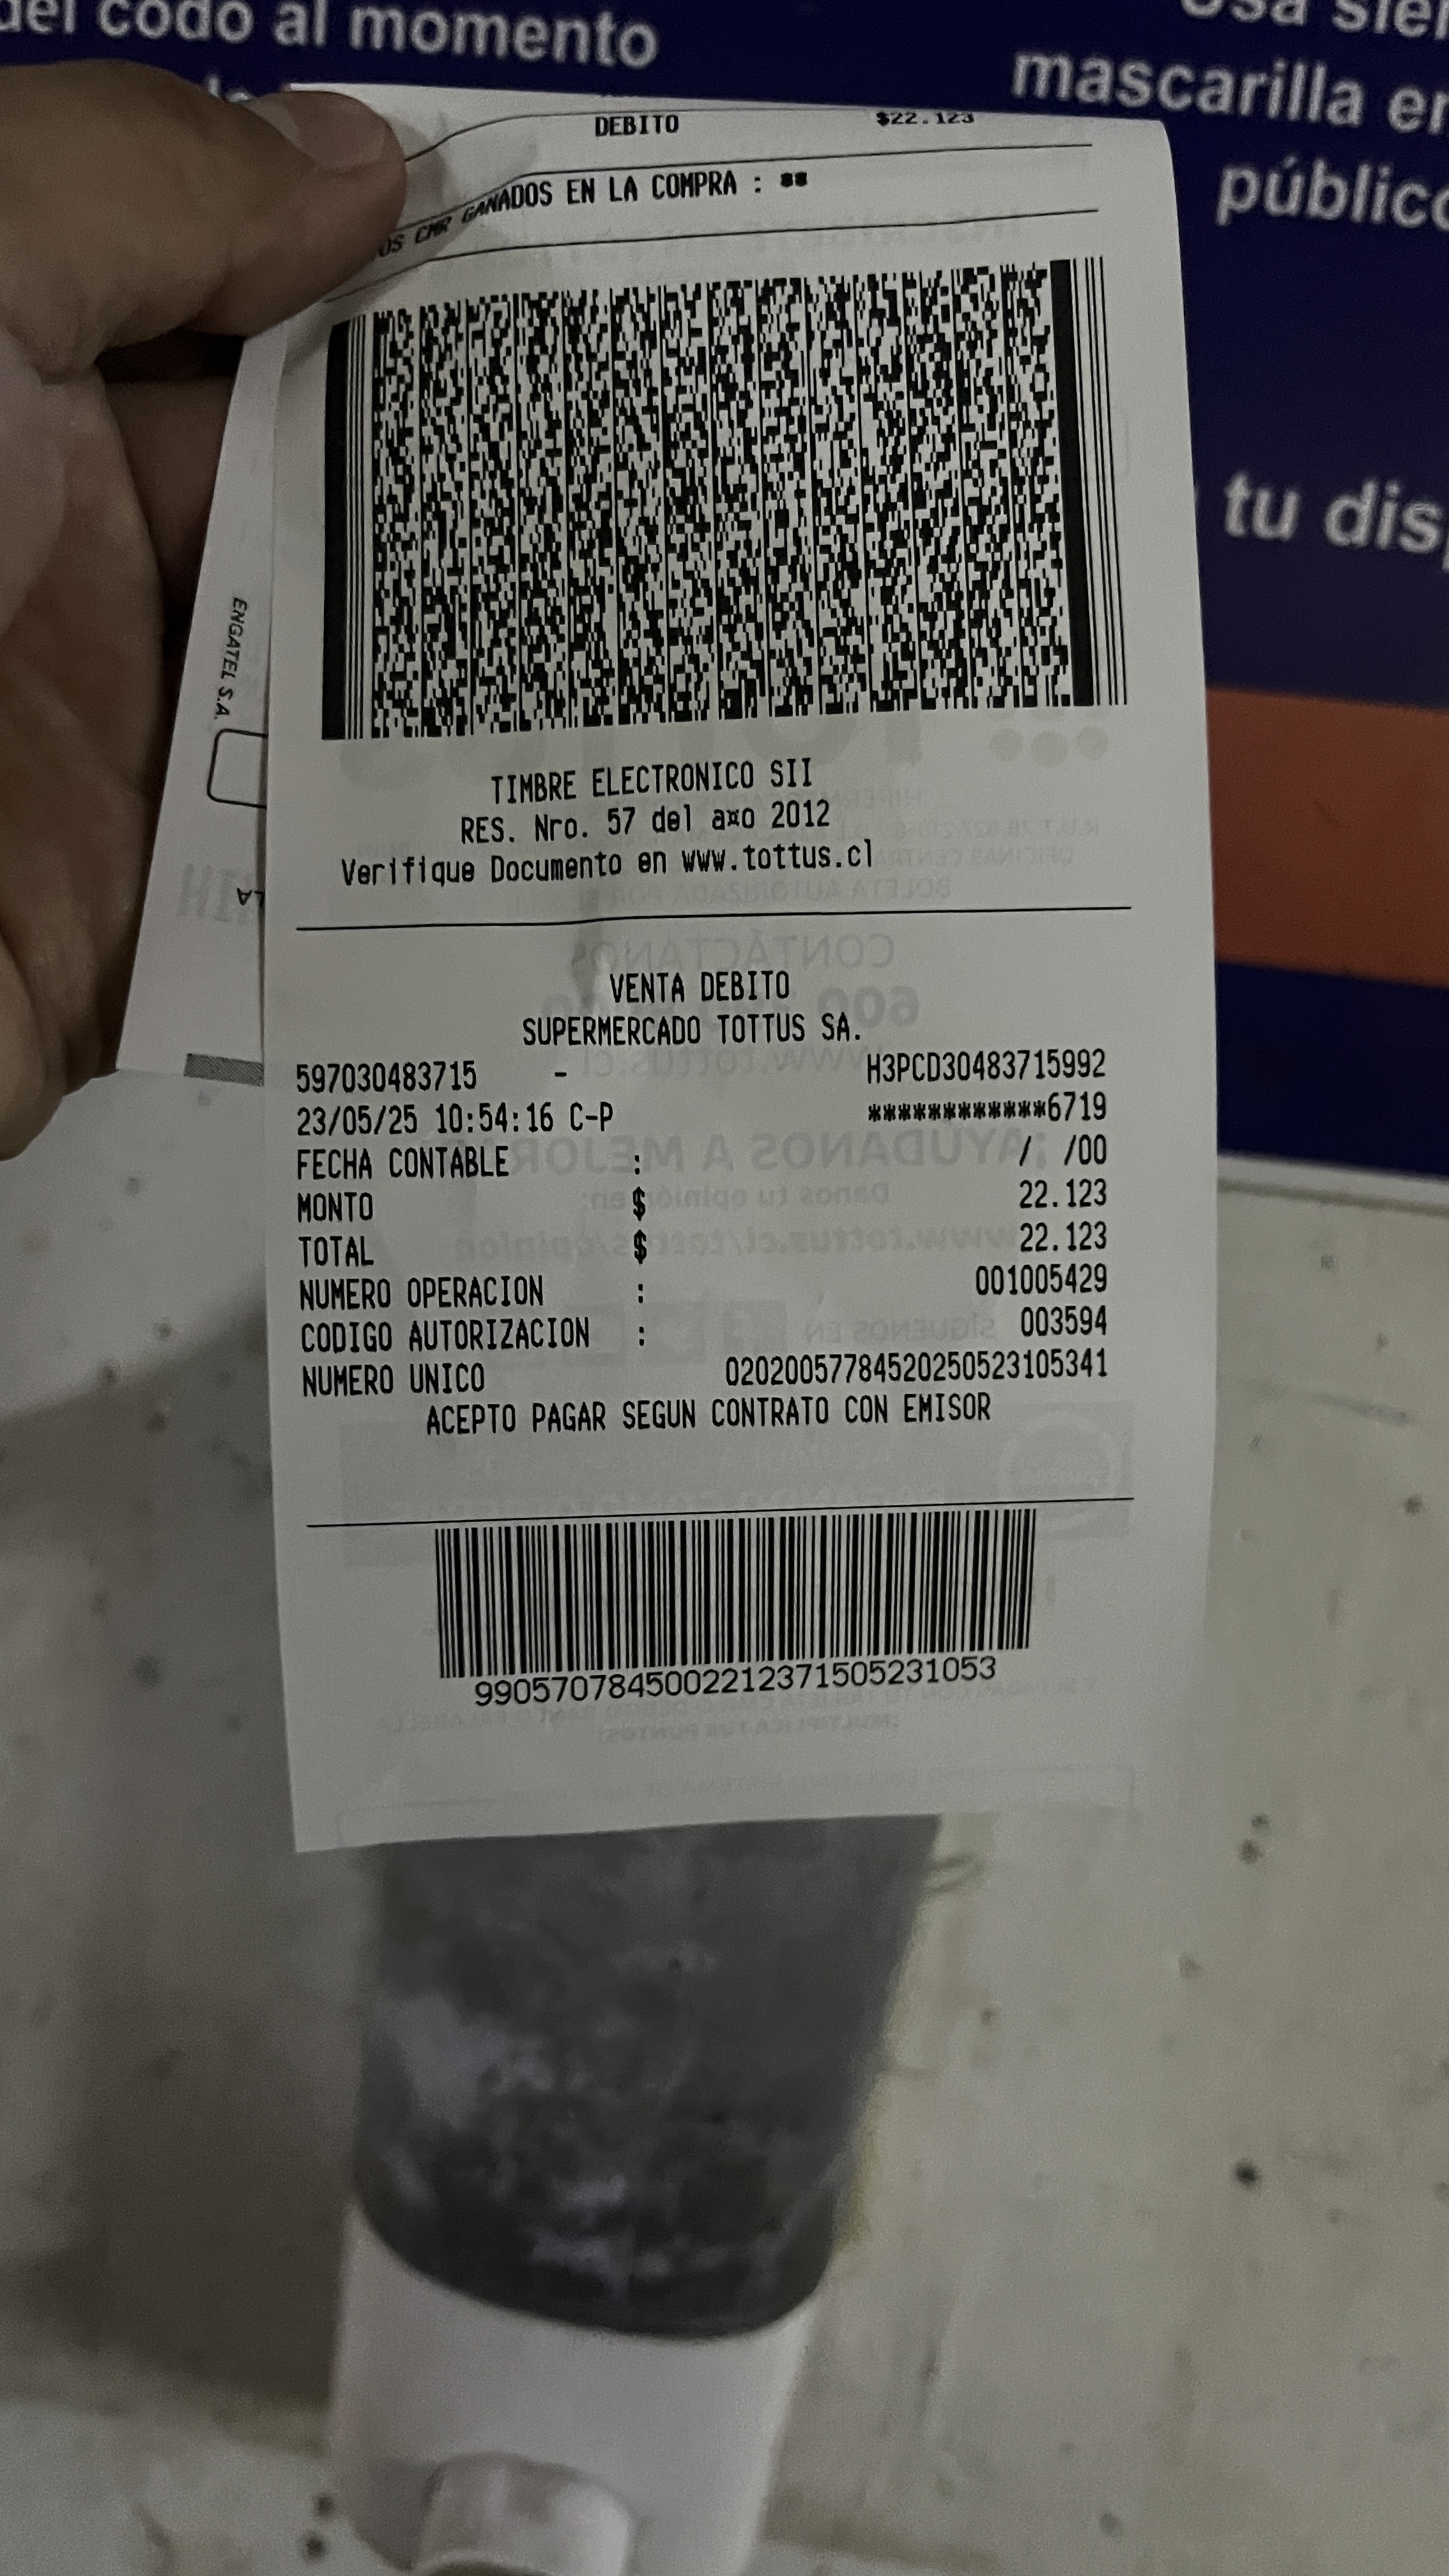 del codo al momento
Usa sie
mascarilla en
público
tu dis
DEBITO $22.123
OS CMR GANADOS EN LA COMPRA : **
TIMBRE ELECTRONICO SII
RES. Nro. 57 del a¤o 2012
Verifique Documento en www.tottus.cl
ENGATEL S.A.
LA
VENTA DEBITO
SUPERMERCADO TOTTUS SA.
597030483715 - H3PCD30483715992
23/05/25 10:54:16 C-P ************6719
FECHA CONTABLE : / /00
MONTO $ 22.123
TOTAL $ 22.123
NUMERO OPERACION : 001005429
CODIGO AUTORIZACION : 003594
NUMERO UNICO 02020057784520250523105341
ACEPTO PAGAR SEGUN CONTRATO CON EMISOR
9905707845002212371505231053